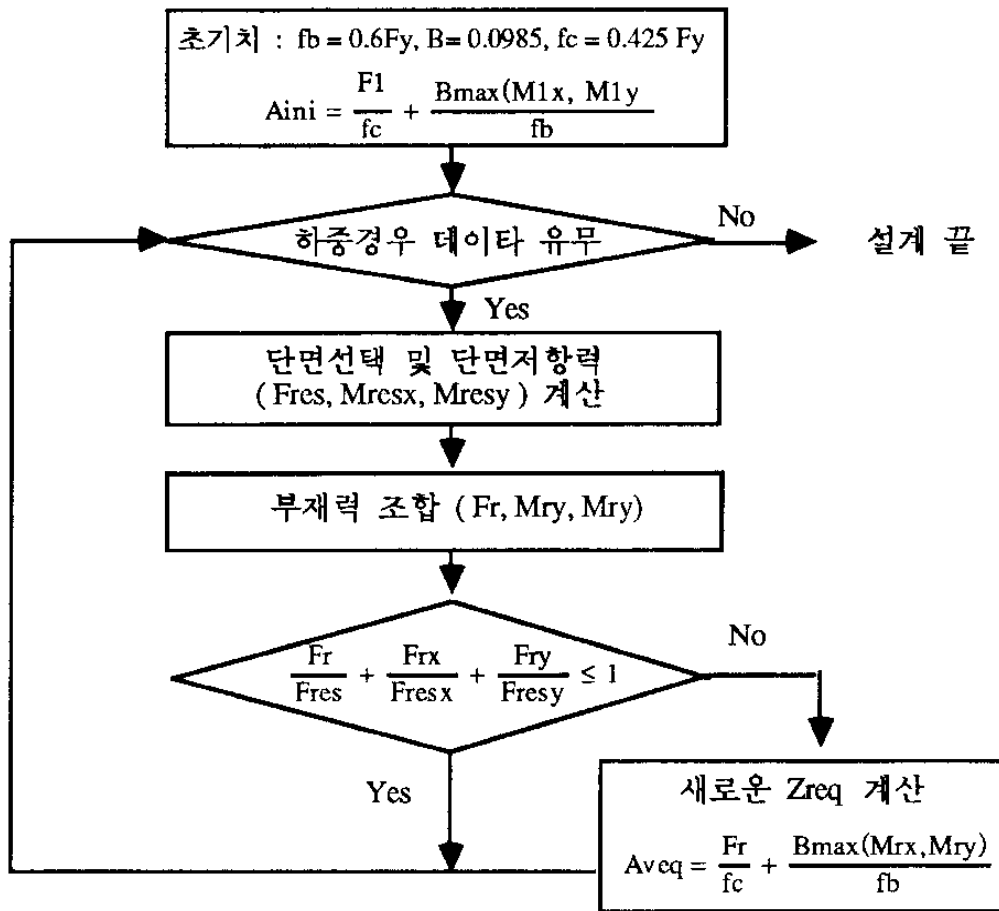 초기치 : fb = 0.6Fy, B= 0.0985, fc = 0.425 Fy
Aini = F1/fc + Bmax(M1x, M1y/fb
하중경우 데이타 유무
No
설계 끝
Yes
단면선택 및 단면저항력
( Fres, Mresx, Mresy ) 계산
부재력 조합 ( Fr, Mry, Mry)
Fr/Fres + Frx/Fresx + Fry/Fresy ≤ 1
No
Yes
새로운 Zreq 계산
Aveq = Fr/fc + Bmax(Mrx,Mry)/fb